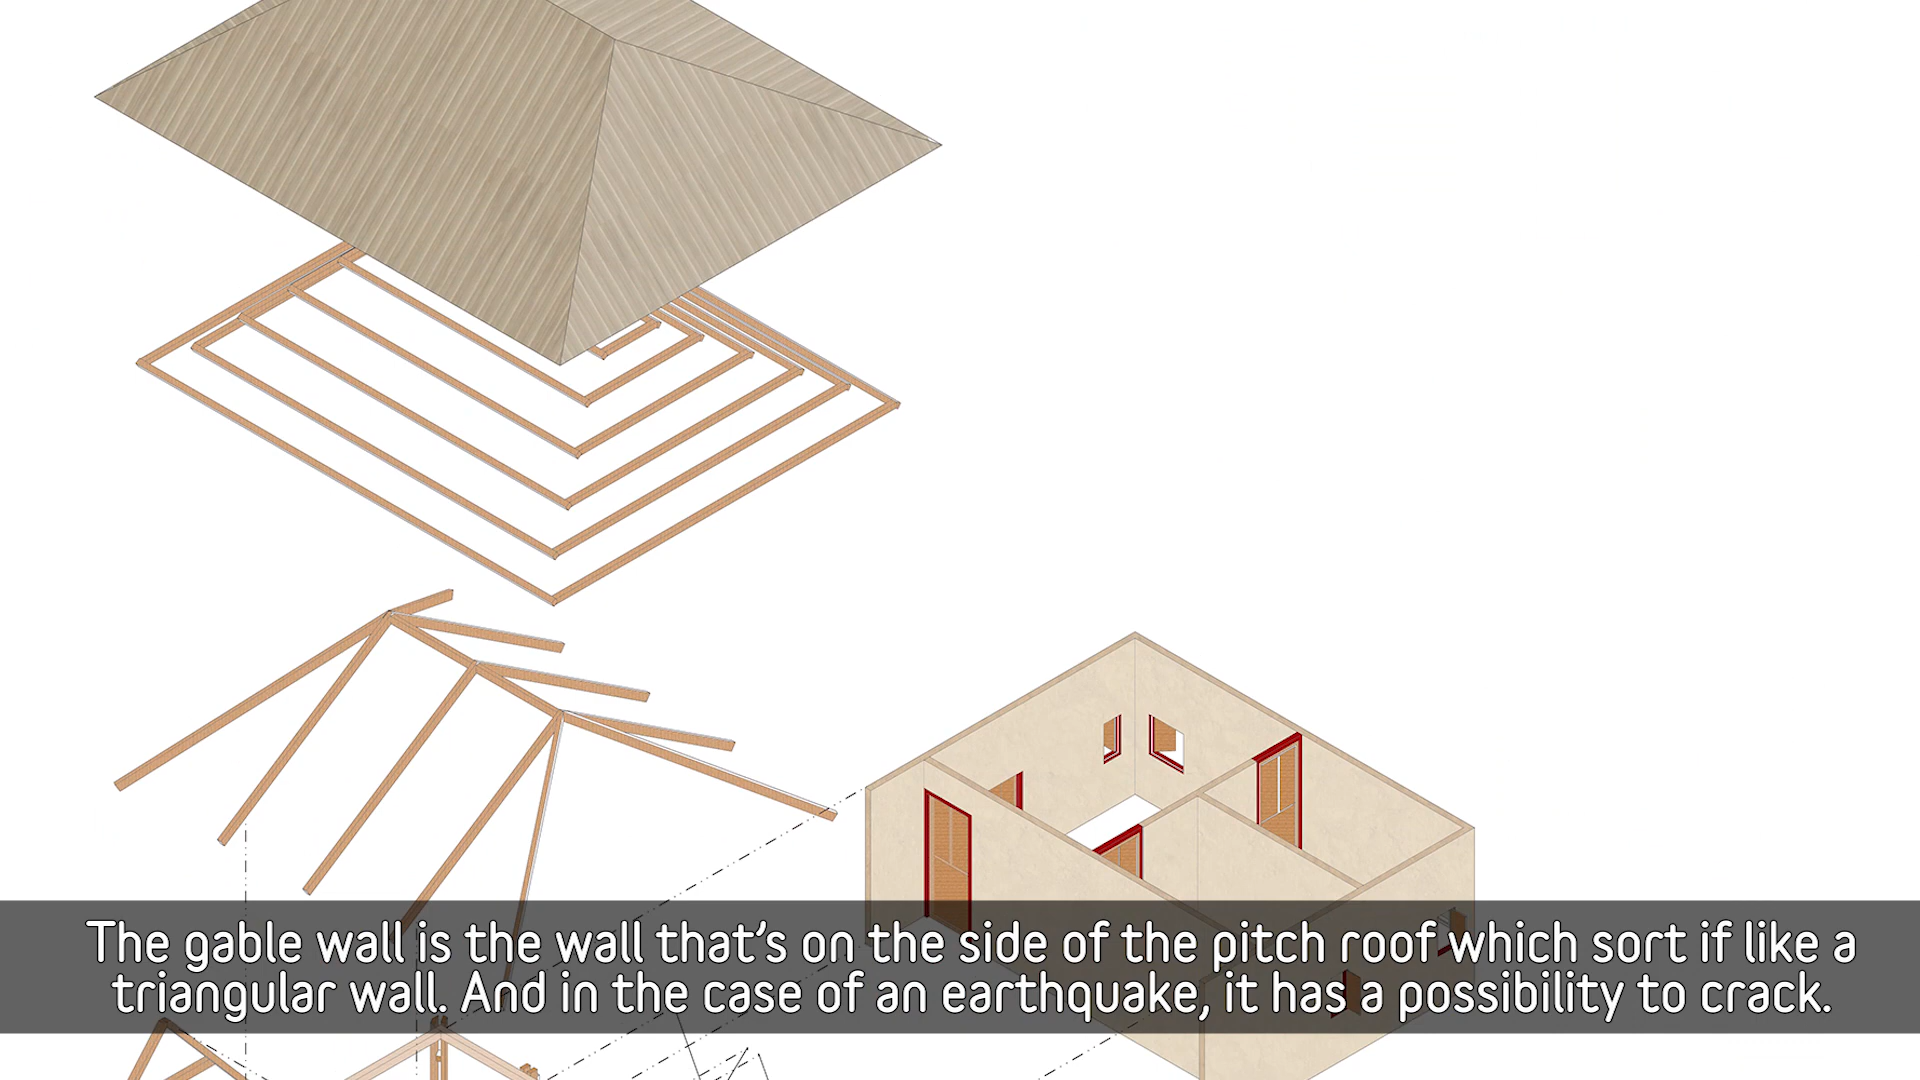 The gable wall is the wall that's on the side of the pitch roof which sort if like a
triangular wall. And in the case of an earthquake, it has a possibility to crack.